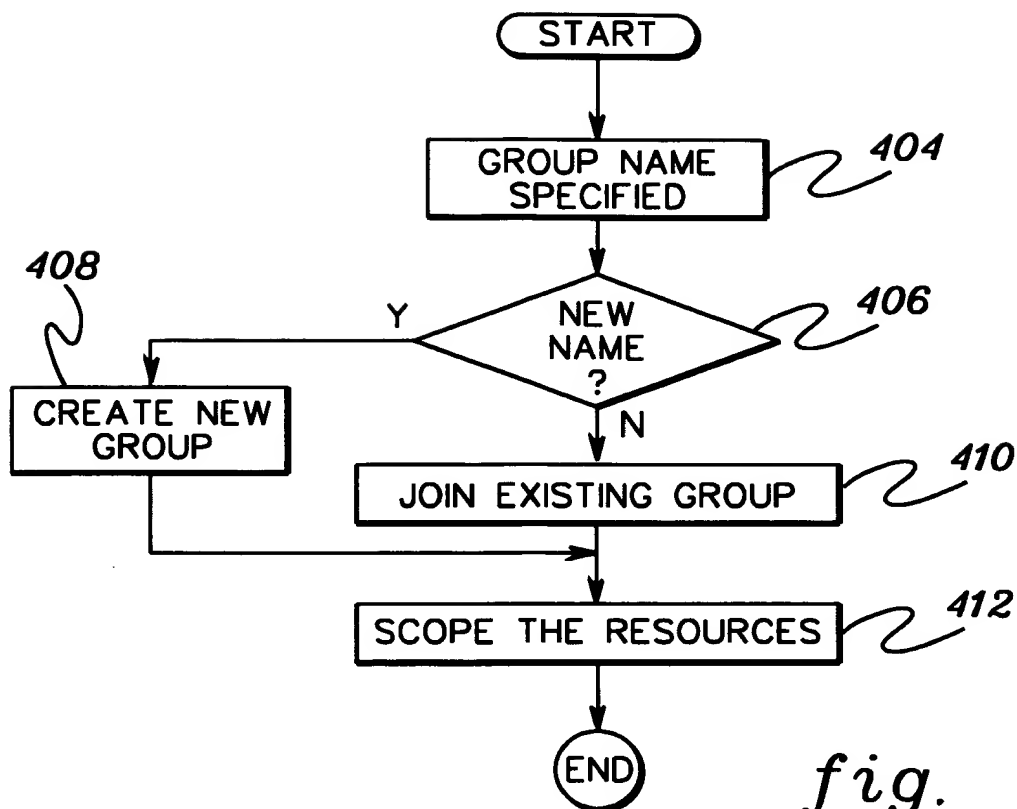 START
GROUP NAME
SPECIFIED
404
NEW
NAME
?
406
Y
408
CREATE NEW
GROUP
N
JOIN EXISTING GROUP
410
SCOPE THE RESOURCES
412
END
fig.